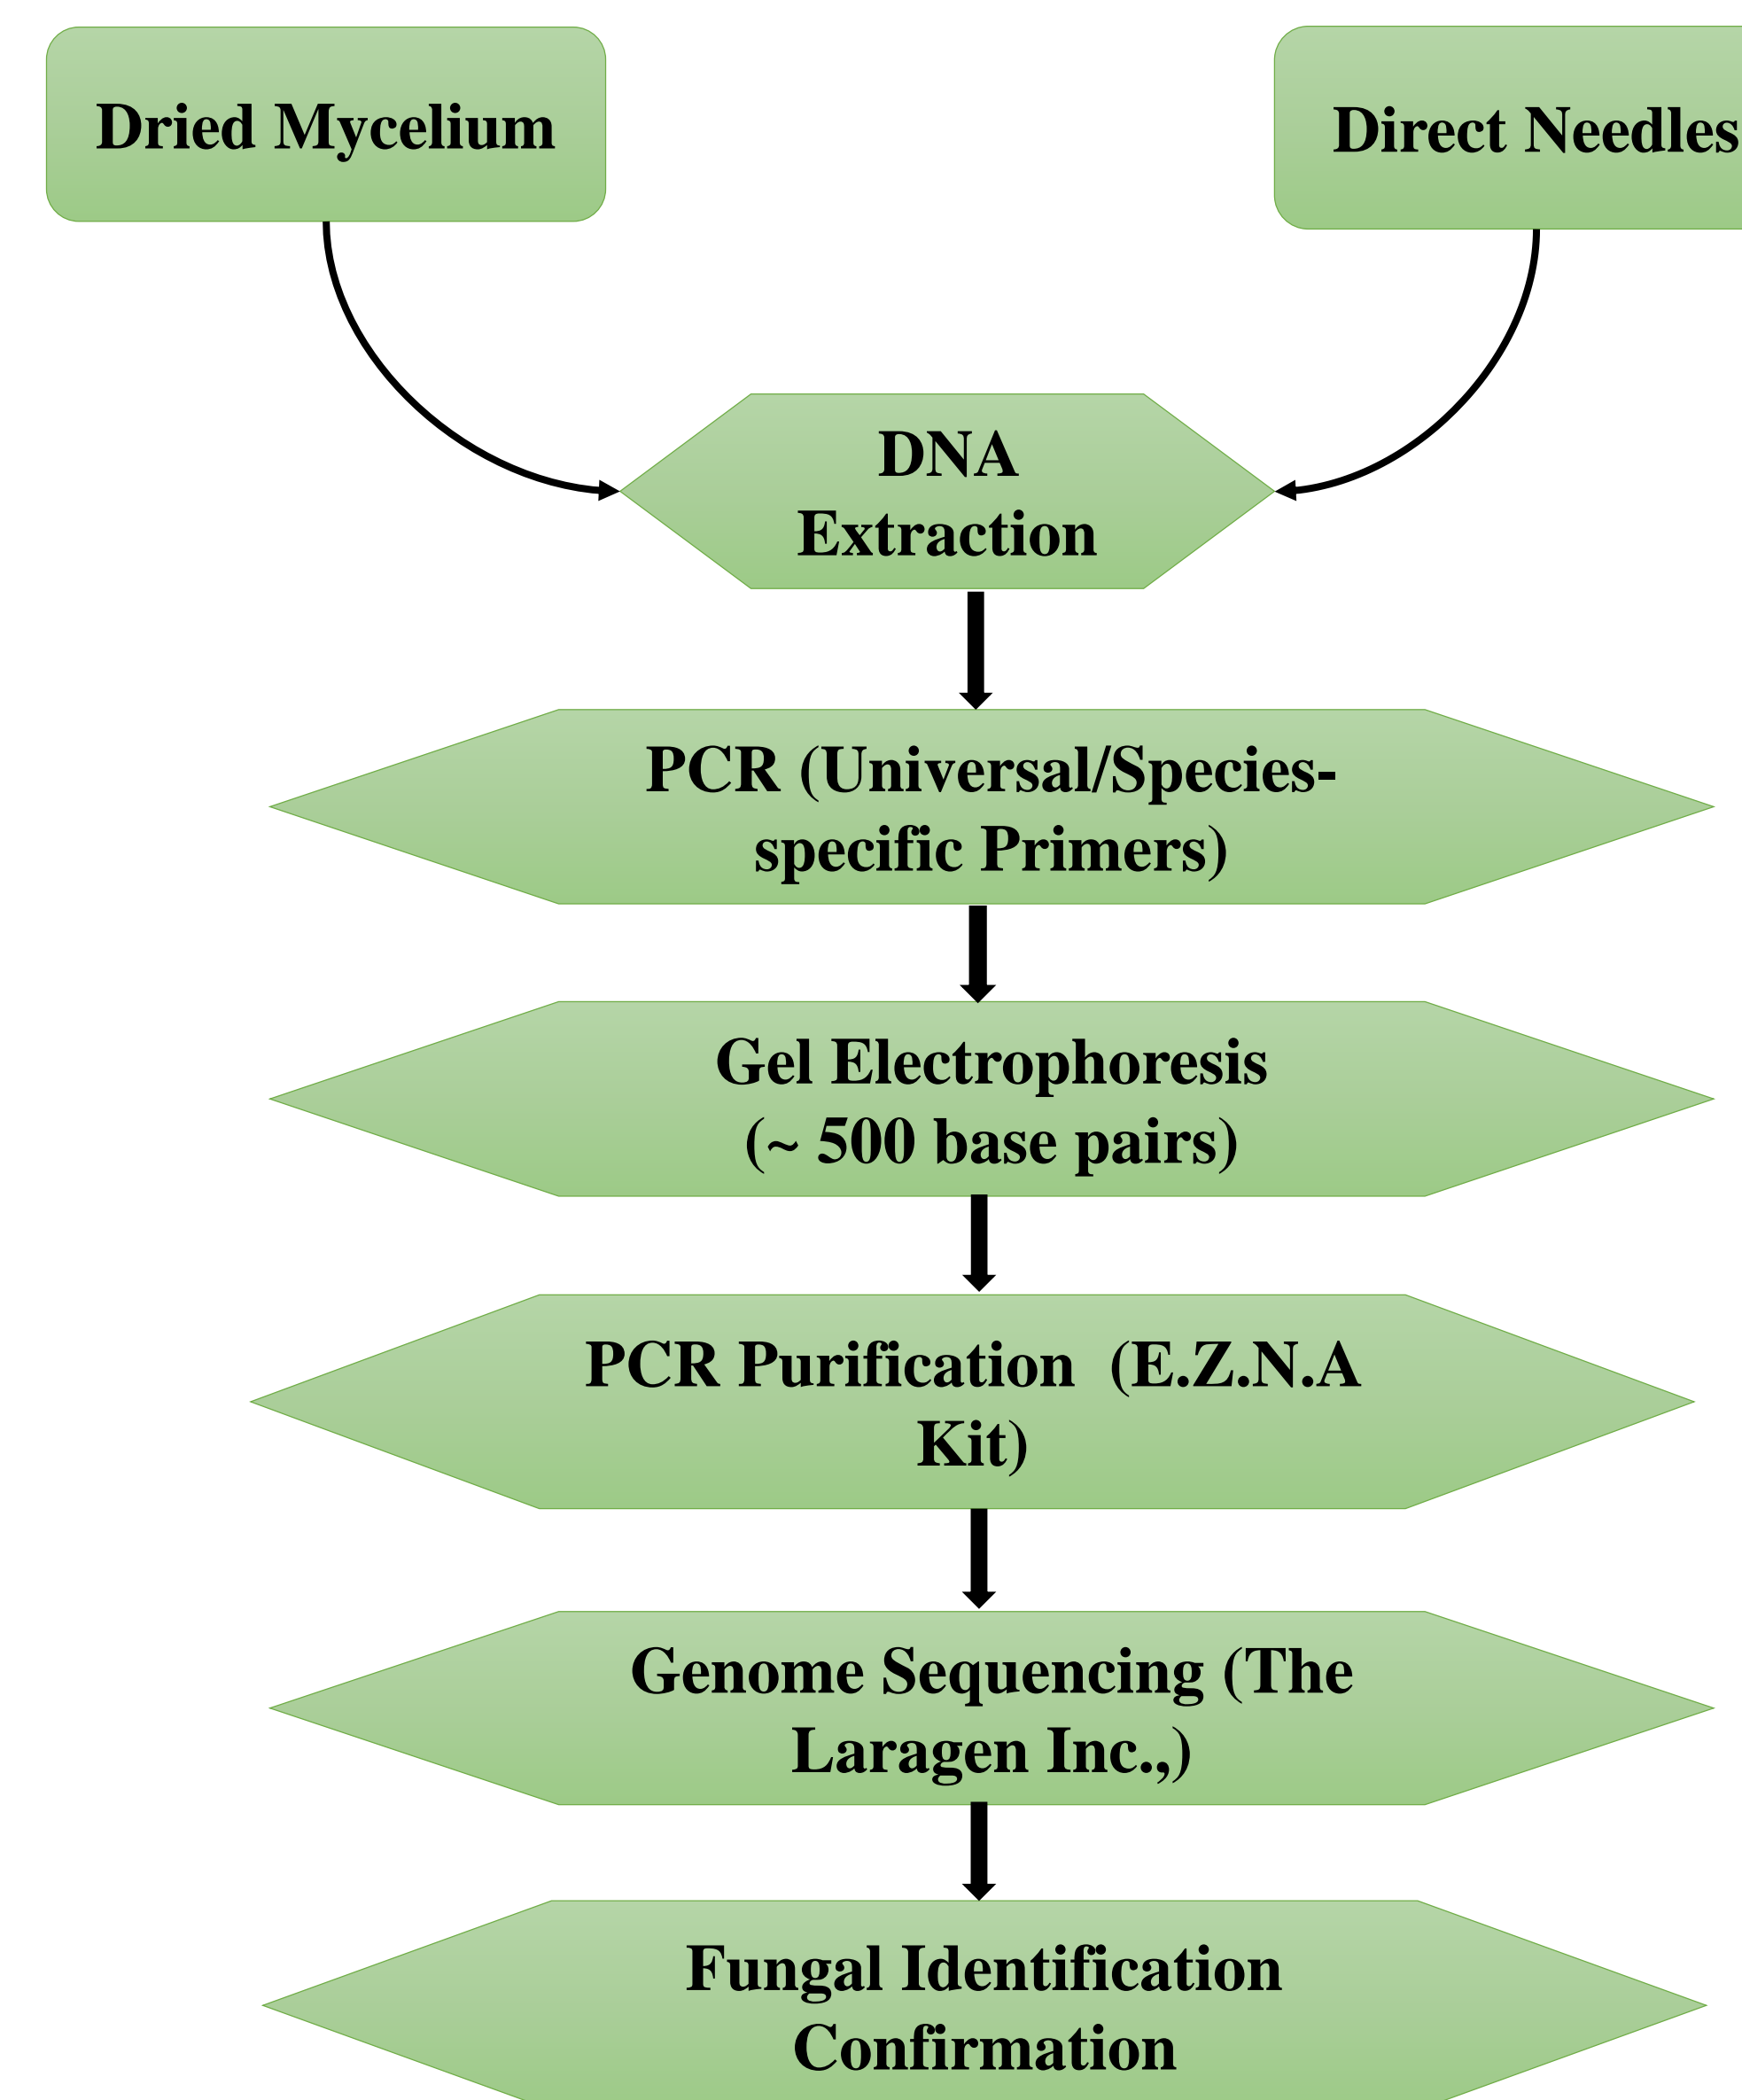 Dried Mycelium
Direct Needles
DNA
Extraction
PCR (Universal/Species-
specific Primers)
Gel Electrophoresis
(~ 500 base pairs)
PCR Purification  (E.Z.N.A
Kit)
Genome Sequencing (The
Laragen Inc.,)
Fungal Identification
Confirmation